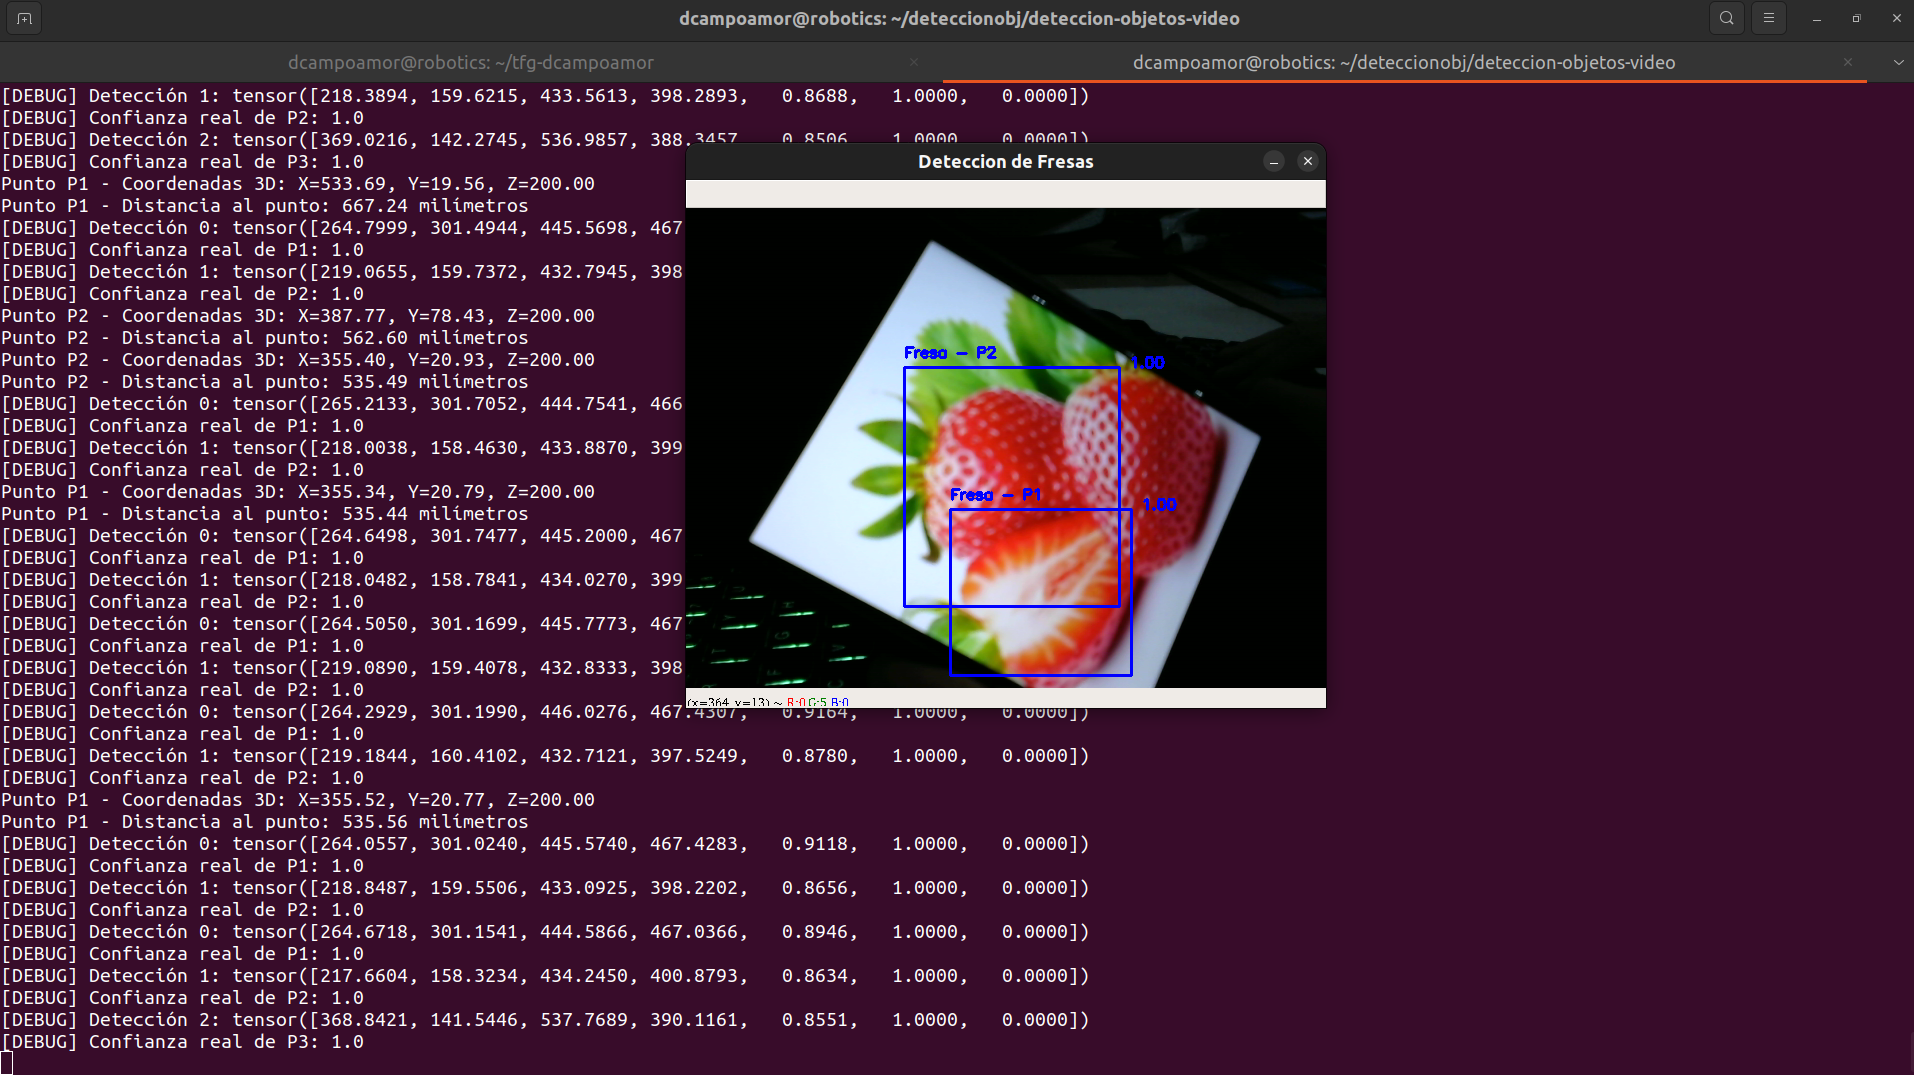 dcampoamor@robotics: ~/deteccionobj/deteccion-objetos-video
dcampoamor@robotics: ~/tfg-dcampoamor
dcampoamor@robotics: ~/deteccionobj/deteccion-objetos-video
[DEBUG] Detección 1: tensor([218.3894, 159.6215, 433.5613, 398.2893, 0.8688, 1.0000, 0.0000])
[DEBUG] Confianza real de P2: 1.0
[DEBUG] Detección 2: tensor([369.0216, 142.2745, 536.9857, 388.3457, 0.8506, 1.0000, 0.0000])
[DEBUG] Confianza real de P3: 1.0
Punto P1 - Coordenadas 3D: X=533.69, Y=19.56, Z=200.00
Punto P1 - Distancia al punto: 667.24 milímetros
[DEBUG] Detección 0: tensor([264.7999, 301.4944, 445.5698, 467
[DEBUG] Confianza real de P1: 1.0
[DEBUG] Detección 1: tensor([219.0655, 159.7372, 432.7945, 398
[DEBUG] Confianza real de P2: 1.0
Punto P2 - Coordenadas 3D: X=387.77, Y=78.43, Z=200.00
Punto P2 - Distancia al punto: 562.60 milímetros
Punto P2 - Coordenadas 3D: X=355.40, Y=20.93, Z=200.00
Punto P2 - Distancia al punto: 535.49 milímetros
[DEBUG] Detección 0: tensor([265.2133, 301.7052, 444.7541, 466
[DEBUG] Confianza real de P1: 1.0
[DEBUG] Detección 1: tensor([218.0038, 158.4630, 433.8870, 399
[DEBUG] Confianza real de P2: 1.0
Punto P1 - Coordenadas 3D: X=355.34, Y=20.79, Z=200.00
Punto P1 - Distancia al punto: 535.44 milímetros
[DEBUG] Detección 0: tensor([264.6498, 301.7477, 445.2000, 467
[DEBUG] Confianza real de P1: 1.0
[DEBUG] Detección 1: tensor([218.0482, 158.7841, 434.0270, 399
[DEBUG] Confianza real de P2: 1.0
[DEBUG] Detección 0: tensor([264.5050, 301.1699, 445.7773, 467
[DEBUG] Confianza real de P1: 1.0
[DEBUG] Detección 1: tensor([219.0890, 159.4078, 432.8333, 398
[DEBUG] Confianza real de P2: 1.0
[DEBUG] Detección 0: tensor([264.2929, 301.1990, 446.0276, 467.4307, 0.9164, 1.0000, 0.0000])
[DEBUG] Confianza real de P1: 1.0
[DEBUG] Detección 1: tensor([219.1844, 160.4102, 432.7121, 397.5249, 0.8780, 1.0000, 0.0000])
[DEBUG] Confianza real de P2: 1.0
Punto P1 - Coordenadas 3D: X=355.52, Y=20.77, Z=200.00
Punto P1 - Distancia al punto: 535.56 milímetros
[DEBUG] Detección 0: tensor([264.0557, 301.0240, 445.5740, 467.4283, 0.9118, 1.0000, 0.0000])
[DEBUG] Confianza real de P1: 1.0
[DEBUG] Detección 1: tensor([218.8487, 159.5506, 433.0925, 398.2202, 0.8656, 1.0000, 0.0000])
[DEBUG] Confianza real de P2: 1.0
[DEBUG] Detección 0: tensor([264.6718, 301.1541, 444.5866, 467.0366, 0.8946, 1.0000, 0.0000])
[DEBUG] Confianza real de P1: 1.0
[DEBUG] Detección 1: tensor([217.6604, 158.3234, 434.2450, 400.8793, 0.8634, 1.0000, 0.0000])
[DEBUG] Confianza real de P2: 1.0
[DEBUG] Detección 2: tensor([368.8421, 141.5446, 537.7689, 390.1161, 0.8551, 1.0000, 0.0000])
[DEBUG] Confianza real de P3: 1.0
Deteccion de Fresas
Fresa - P2
1.00
Fresa - P1
1.00
(x=364, y=13) ~ R:0 G:5 B:0